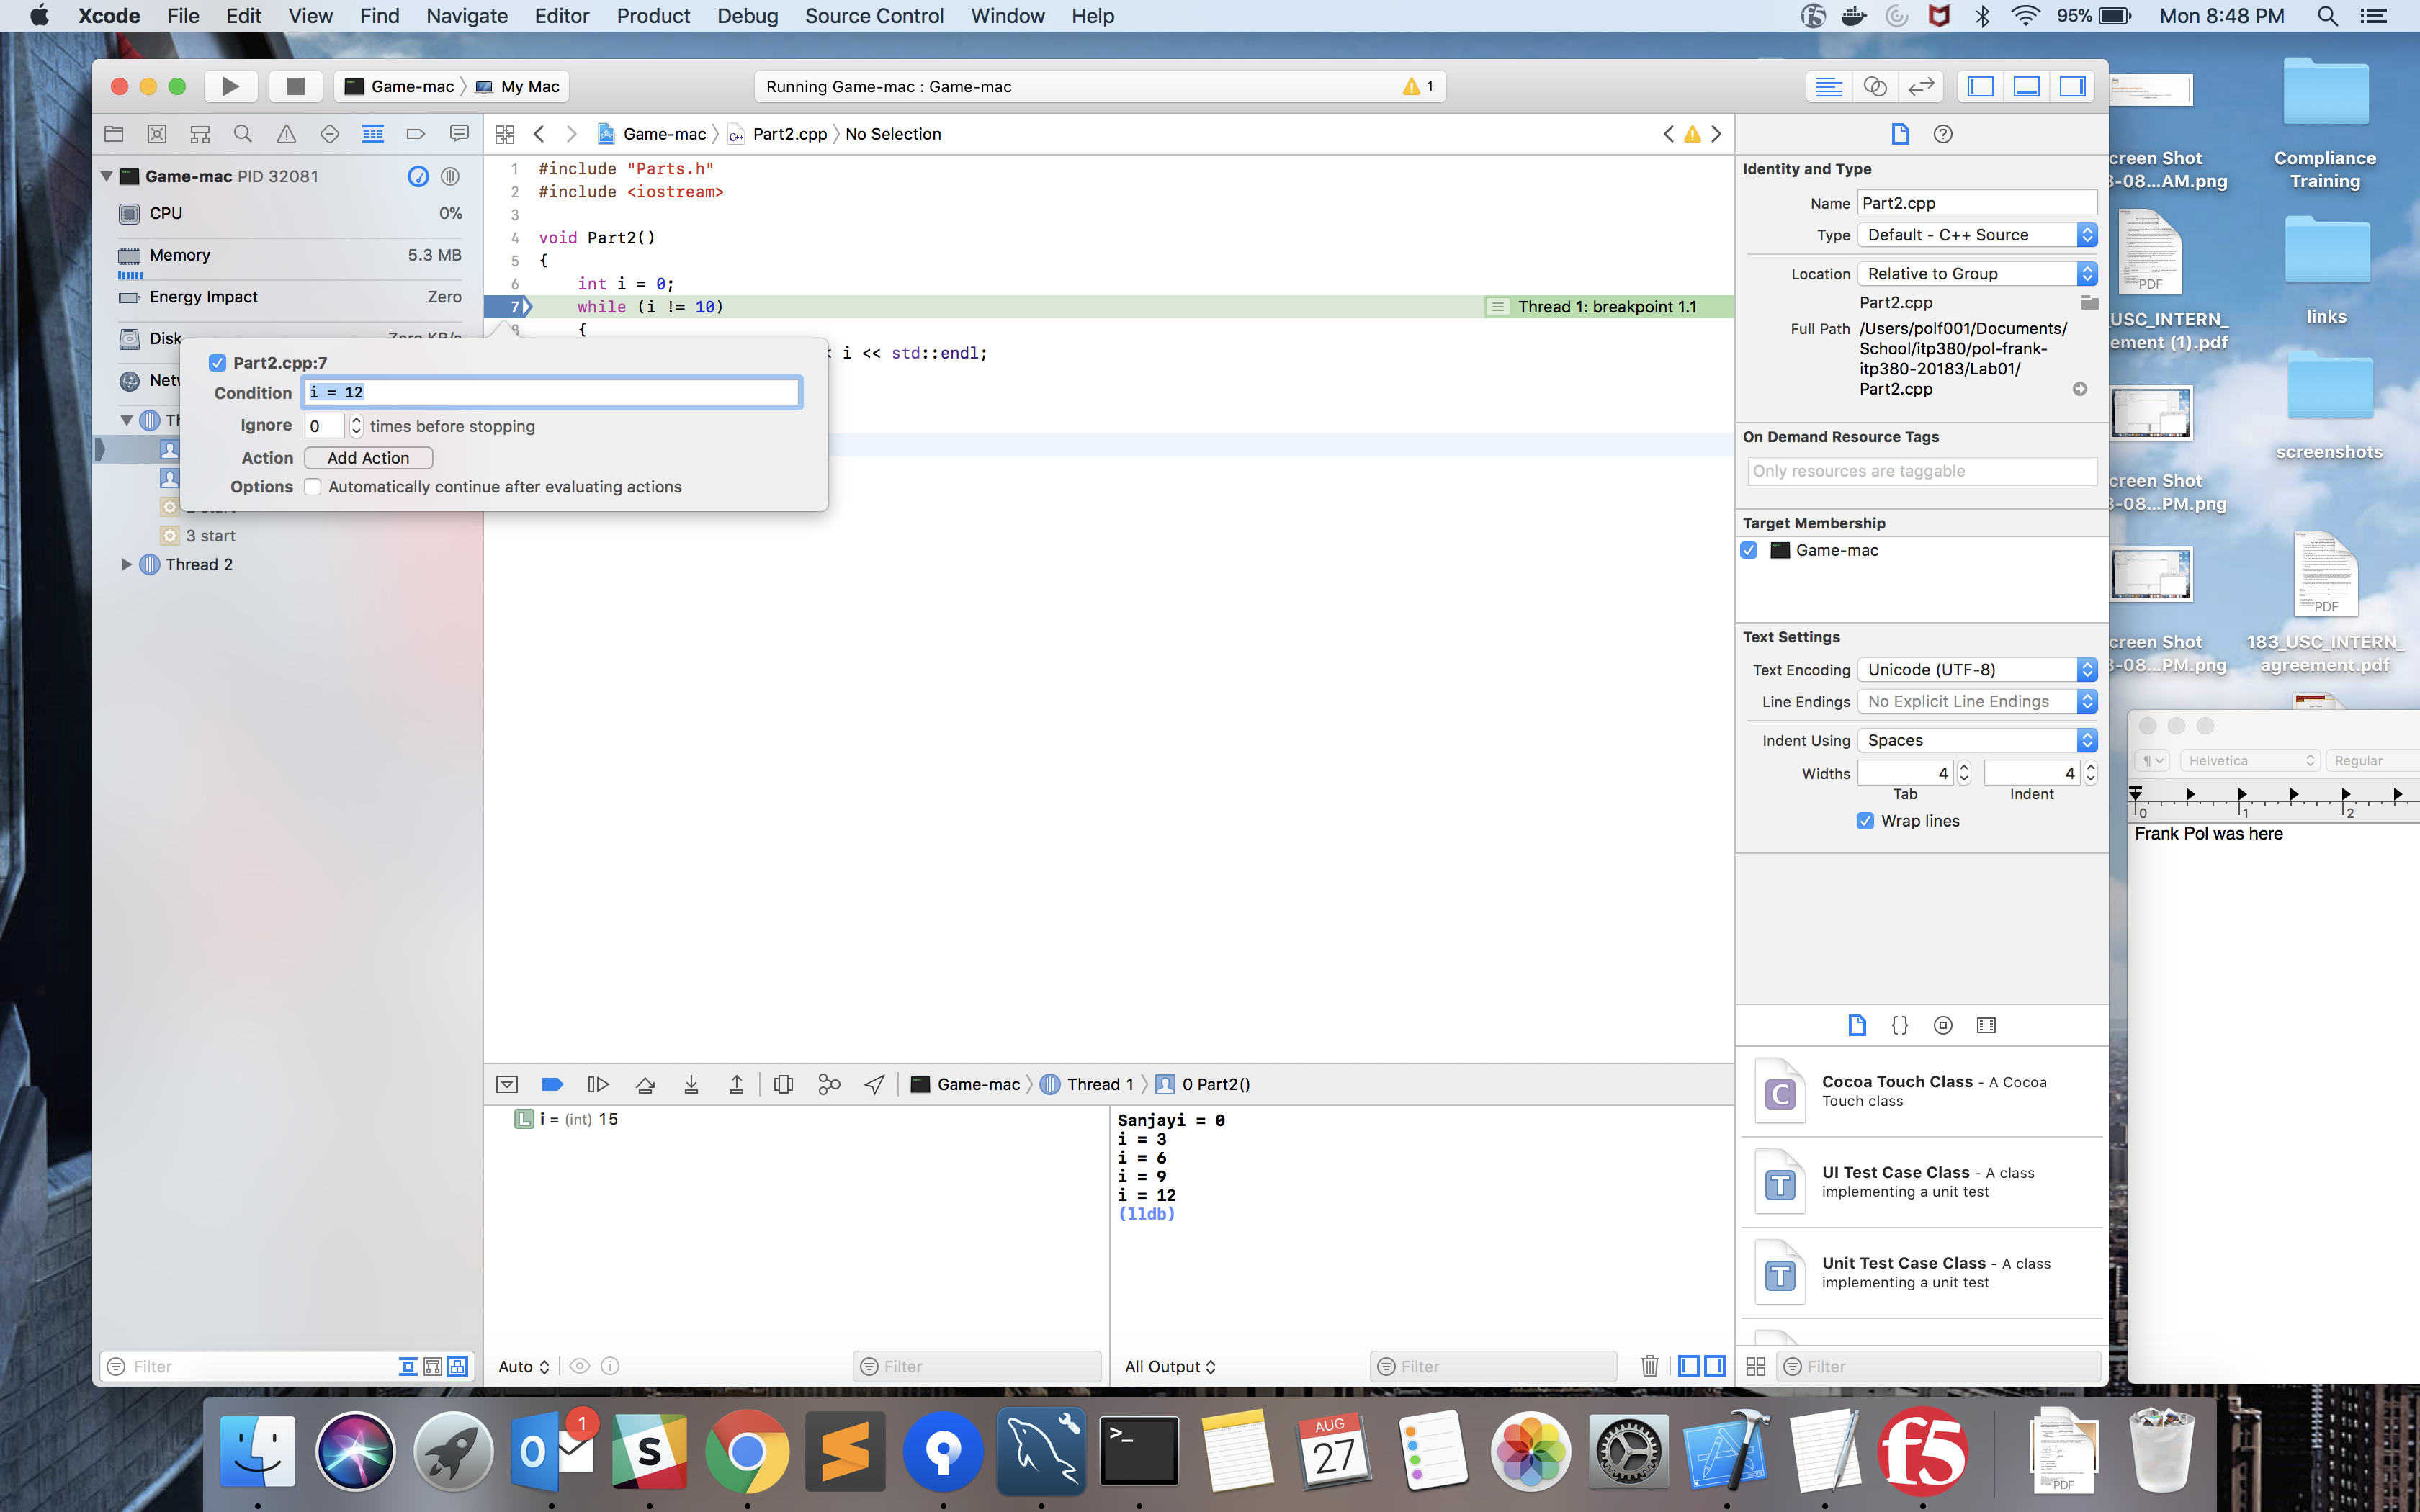 Xcode File Edit View Find Navigate Editor Product Debug Source Control Window Help 95% Mon 8:48 PM
Game-mac My Mac
Running Game-mac : Game-mac 1
Game-mac Part2.cpp No Selection
Game-mac PID 32081
CPU 0%
Memory 5.3 MB
Energy Impact Zero
Disk
3 start
Thread 2
1 #include "Parts.h"
2 #include <iostream>
3
4 void Part2()
5 {
6 int i = 0;
7 while (i != 10) Thread 1: breakpoint 1.1
8 {
i << std::endl;
Part2.cpp:7
Condition i = 12
Ignore 0 times before stopping
Action Add Action
Options Automatically continue after evaluating actions
Identity and Type
Name Part2.cpp
Type Default - C++ Source
Location Relative to Group
Part2.cpp
Full Path /Users/polf001/Documents/
School/itp380/pol-frank-
itp380-20183/Lab01/
Part2.cpp
On Demand Resource Tags
Only resources are taggable
Target Membership
Game-mac
Text Settings
Text Encoding Unicode (UTF-8)
Line Endings No Explicit Line Endings
Indent Using Spaces
Widths 4 4
Tab Indent
Wrap lines
Game-mac Thread 1 0 Part2()
L i = (int) 15
Sanjayi = 0
i = 3
i = 6
i = 9
i = 12
(lldb)
Cocoa Touch Class - A Cocoa
Touch class
UI Test Case Class - A class
implementing a unit test
Unit Test Case Class - A class
implementing a unit test
Filter
Auto Filter
All Output Filter
Filter
creen Shot
3-08...AM.png
Compliance
Training
PDF
_USC_INTERN_
ement (1).pdf
links
screenshots
creen Shot
3-08...PM.png
PDF
creen Shot
3-08...PM.png
183_USC_INTERN_
agreement.pdf
Helvetica Regular
0 1 2
Frank Pol was here
1
AUG
27
f5
PDF